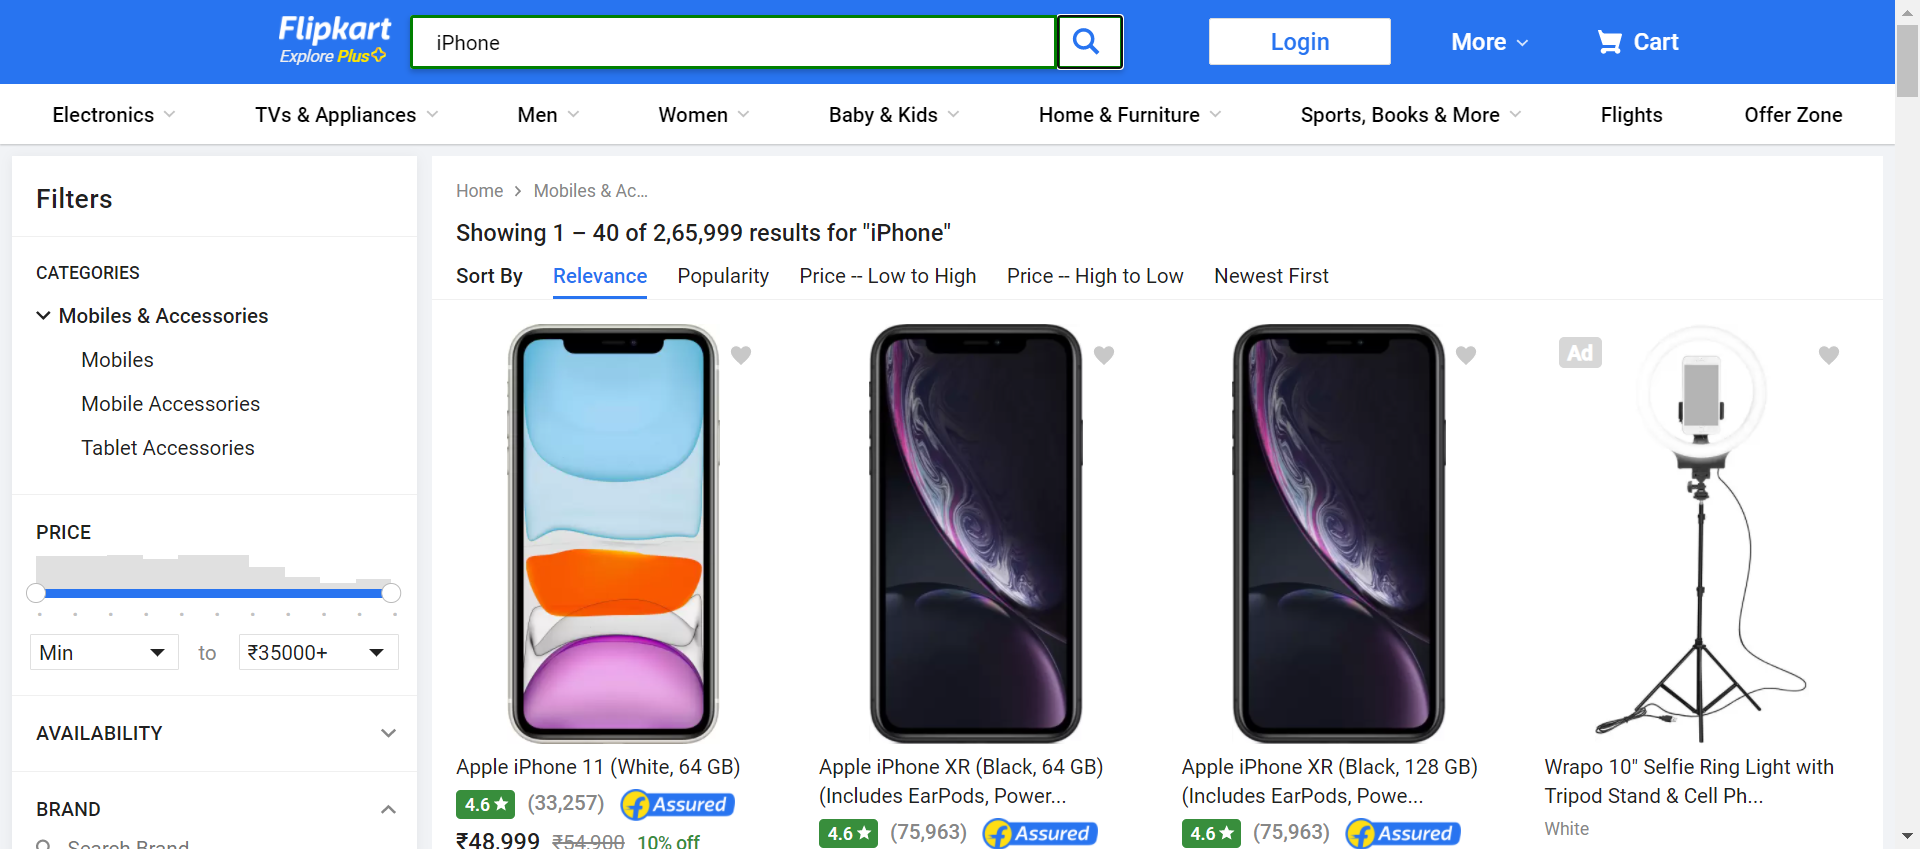 Flipkart
Explore Plus
iPhone
Login
More
Cart
Electronics
TVs & Appliances
Men
Women
Baby & Kids
Home & Furniture
Sports, Books & More
Flights
Offer Zone
Filters
CATEGORIES
Mobiles & Accessories
Mobiles
Mobile Accessories
Tablet Accessories
PRICE
Min
to
₹35000+
AVAILABILITY
BRAND
Search Brand
Home
Mobiles & Ac...
Showing 1 – 40 of 2,65,999 results for "iPhone"
Sort By
Relevance
Popularity
Price -- Low to High
Price -- High to Low
Newest First
Apple iPhone 11 (White, 64 GB)
4.6★ (33,257) Assured
₹48,999 ₹54,900 10% off
Apple iPhone XR (Black, 64 GB)
(Includes EarPods, Power...
4.6★ (75,963) Assured
Apple iPhone XR (Black, 128 GB)
(Includes EarPods, Powe...
4.6★ (75,963) Assured
Ad
Wrapo 10" Selfie Ring Light with
Tripod Stand & Cell Ph...
White